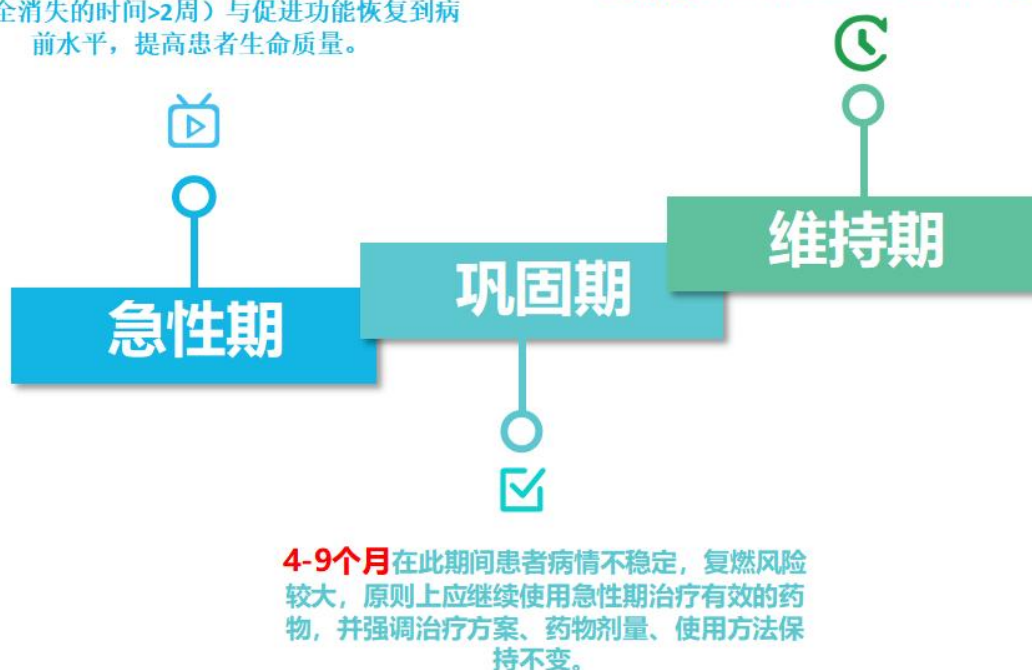 全消失的时间>2周）与促进功能恢复到病
前水平，提高患者生命质量。
急性期
巩固期
维持期
4-9个月在此期间患者病情不稳定，复燃风险
较大，原则上应继续使用急性期治疗有效的药
物，并强调治疗方案、药物剂量、使用方法保
持不变。